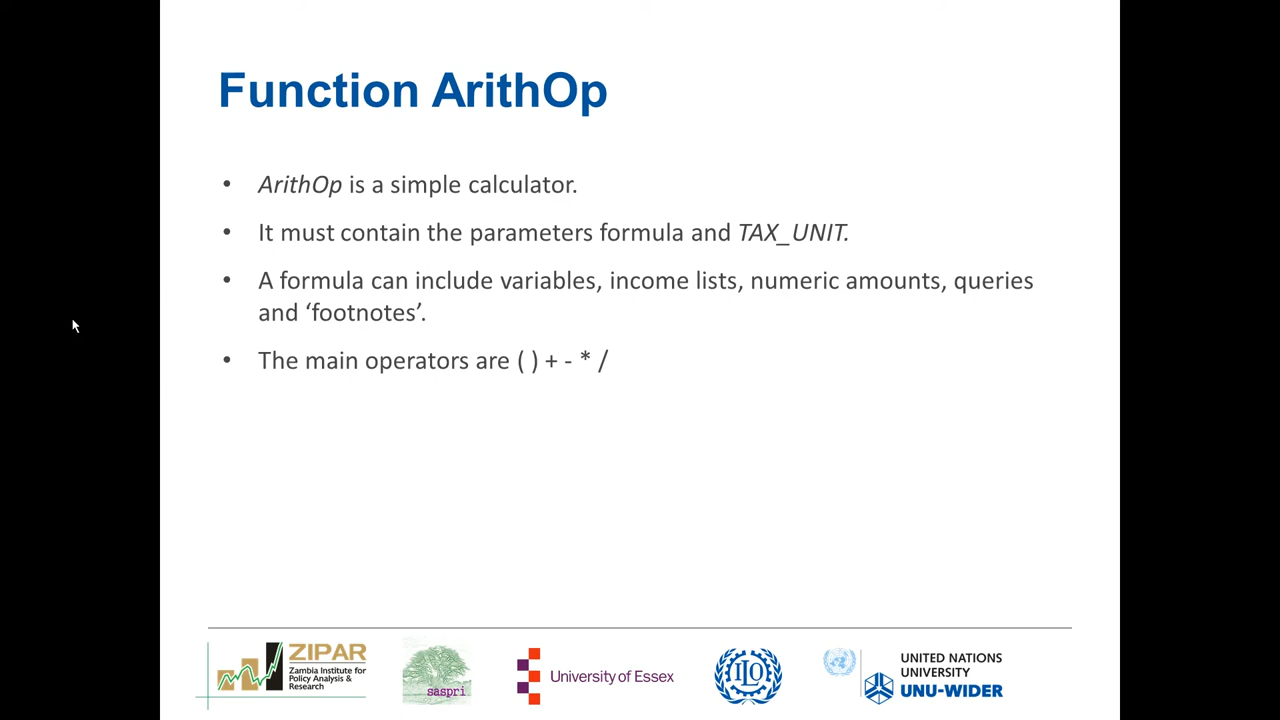 Function ArithOp
• ArithOp is a simple calculator.
• It must contain the parameters formula and TAX_UNIT.
• A formula can include variables, income lists, numeric amounts, queries
and ‘footnotes’.
• The main operators are ( ) + - * /
ZIPAR
Zambia Institute for
Policy Analysis &
Research
saspri
University of Essex
ILO
UNITED NATIONS
UNIVERSITY
UNU-WIDER